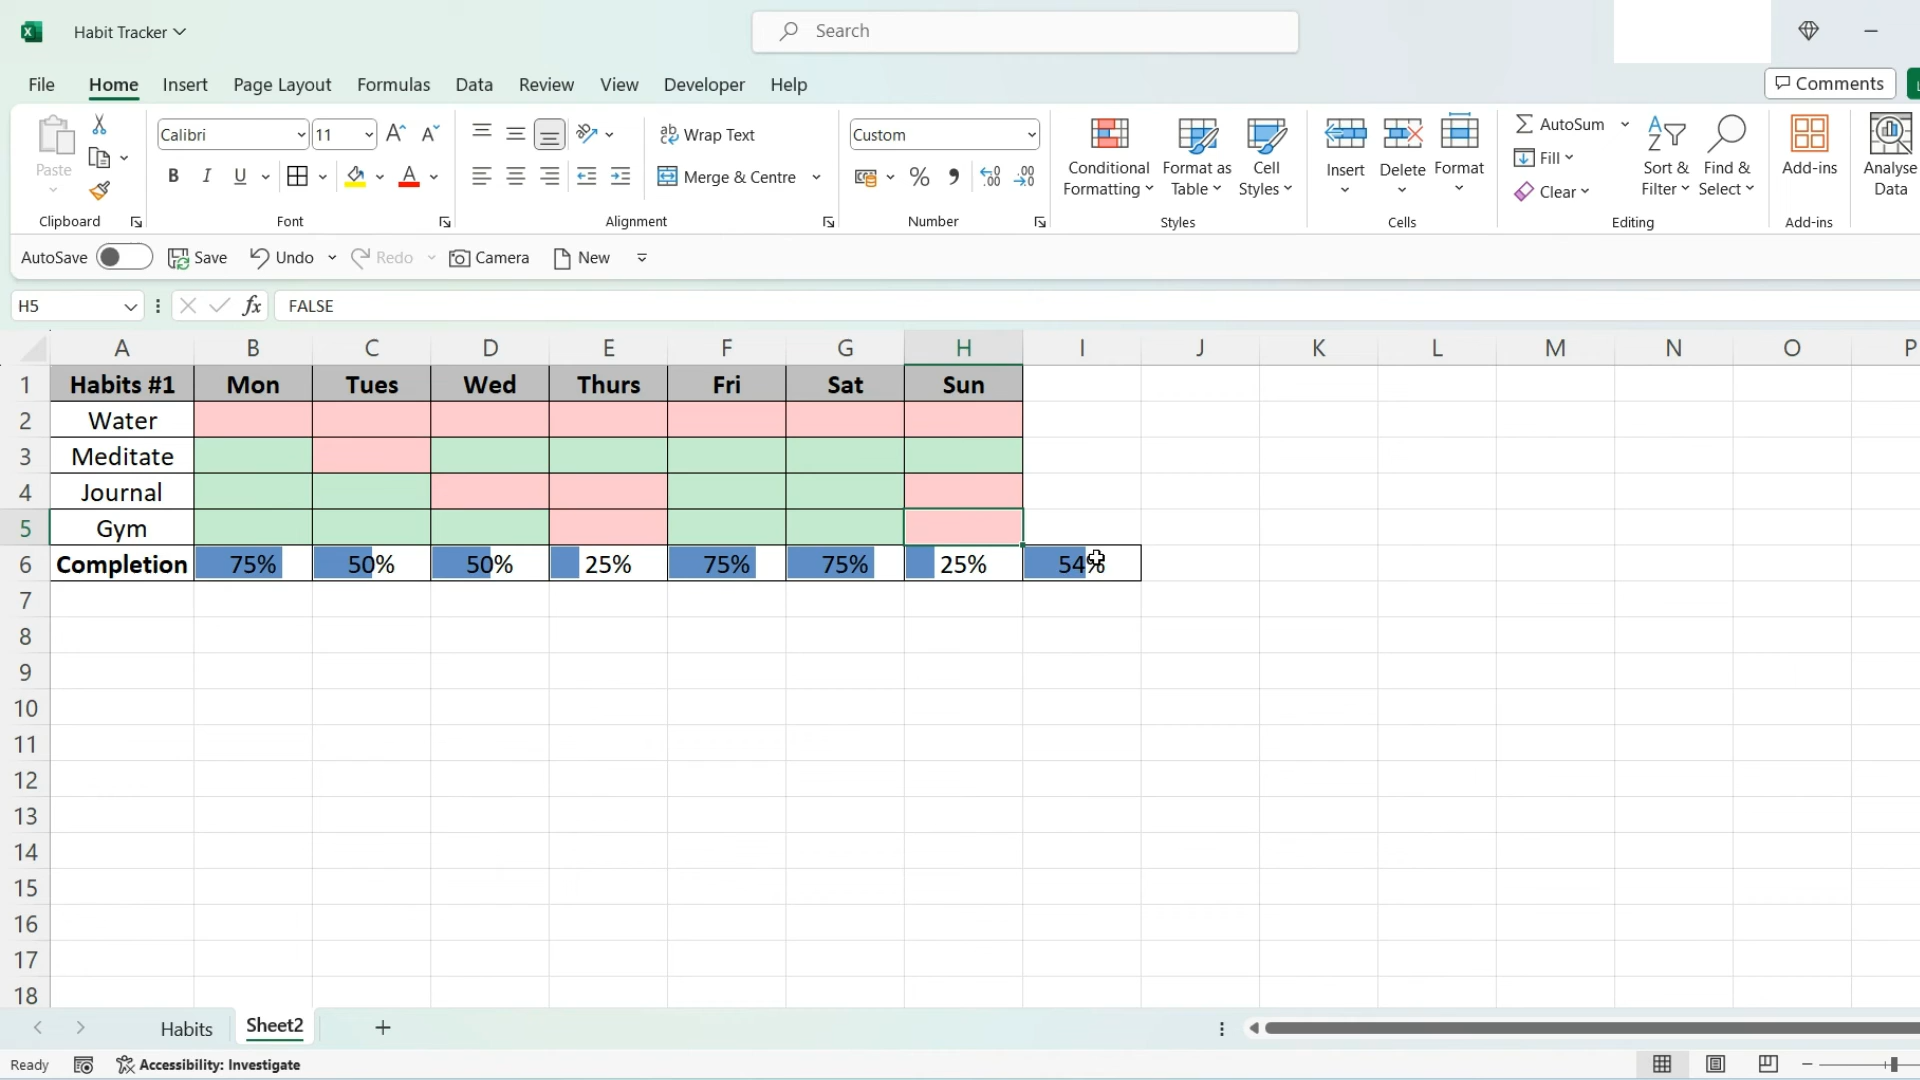 Habit Tracker
Search
File Home Insert Page Layout Formulas Data Review View Developer Help
Comments
Paste
Clipboard
Calibri 11
B I U
Font
Wrap Text
Merge & Centre
Alignment
Custom
Number
Conditional Formatting
Format as Table
Cell Styles
Styles
Insert
Delete
Format
Cells
AutoSum
Fill
Clear
Sort & Filter
Find & Select
Editing
Add-ins
Add-ins
Analyse Data
AutoSave Save Undo Redo Camera New
H5 fx FALSE
A B C D E F G H I J K L M N O P
1 Habits #1 Mon Tues Wed Thurs Fri Sat Sun
2 Water
3 Meditate
4 Journal
5 Gym
6 Completion 75% 50% 50% 25% 75% 75% 25% 54%
7
8
9
10
11
12
13
14
15
16
17
18
Habits Sheet2
Ready Accessibility: Investigate